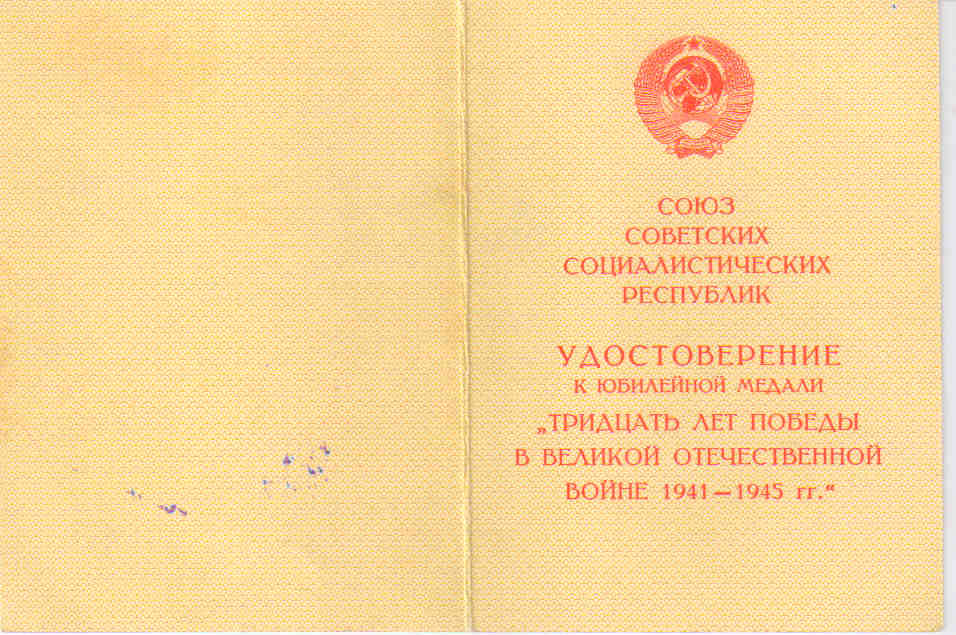 СОЮЗ
СОВЕТСКИХ
СОЦИАЛИСТИЧЕСКИХ
РЕСПУБЛИК
УДОСТОВЕРЕНИЕ
К ЮБИЛЕЙНОЙ МЕДАЛИ
„ТРИДЦАТЬ ЛЕТ ПОБЕДЫ
В ВЕЛИКОЙ ОТЕЧЕСТВЕННОЙ
ВОЙНЕ 1941—1945 гг.“